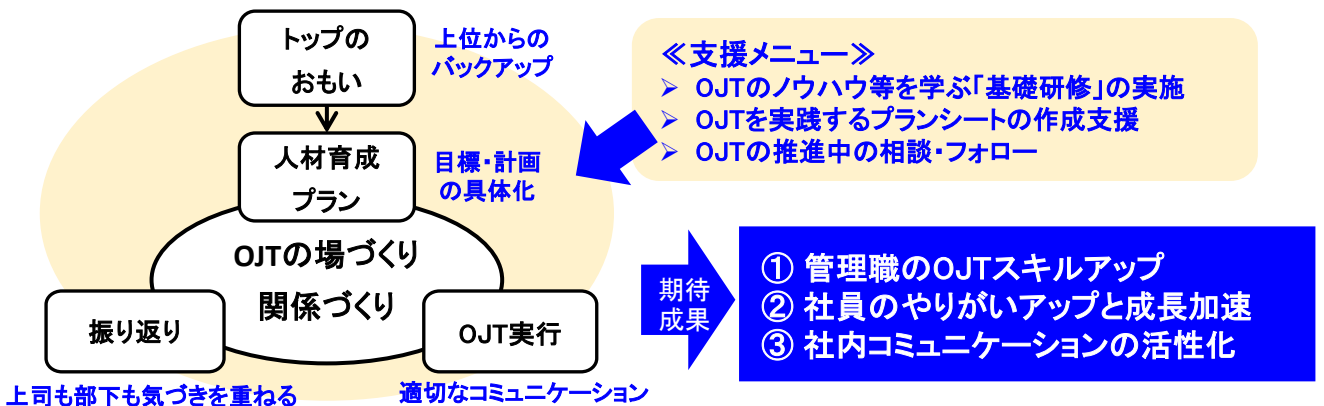 トップの
おもい
上位からの
バックアップ
人材育成
プラン
目標・計画
の具体化
OJTの場づくり
関係づくり
振り返り
OJT実行
上司も部下も気づきを重ねる
適切なコミュニケーション
≪支援メニュー≫
➢ OJTのノウハウ等を学ぶ「基礎研修」の実施
➢ OJTを実践するプランシートの作成支援
➢ OJTの推進中の相談・フォロー
期待
成果
① 管理職のOJTスキルアップ
② 社員のやりがいアップと成長加速
③ 社内コミュニケーションの活性化